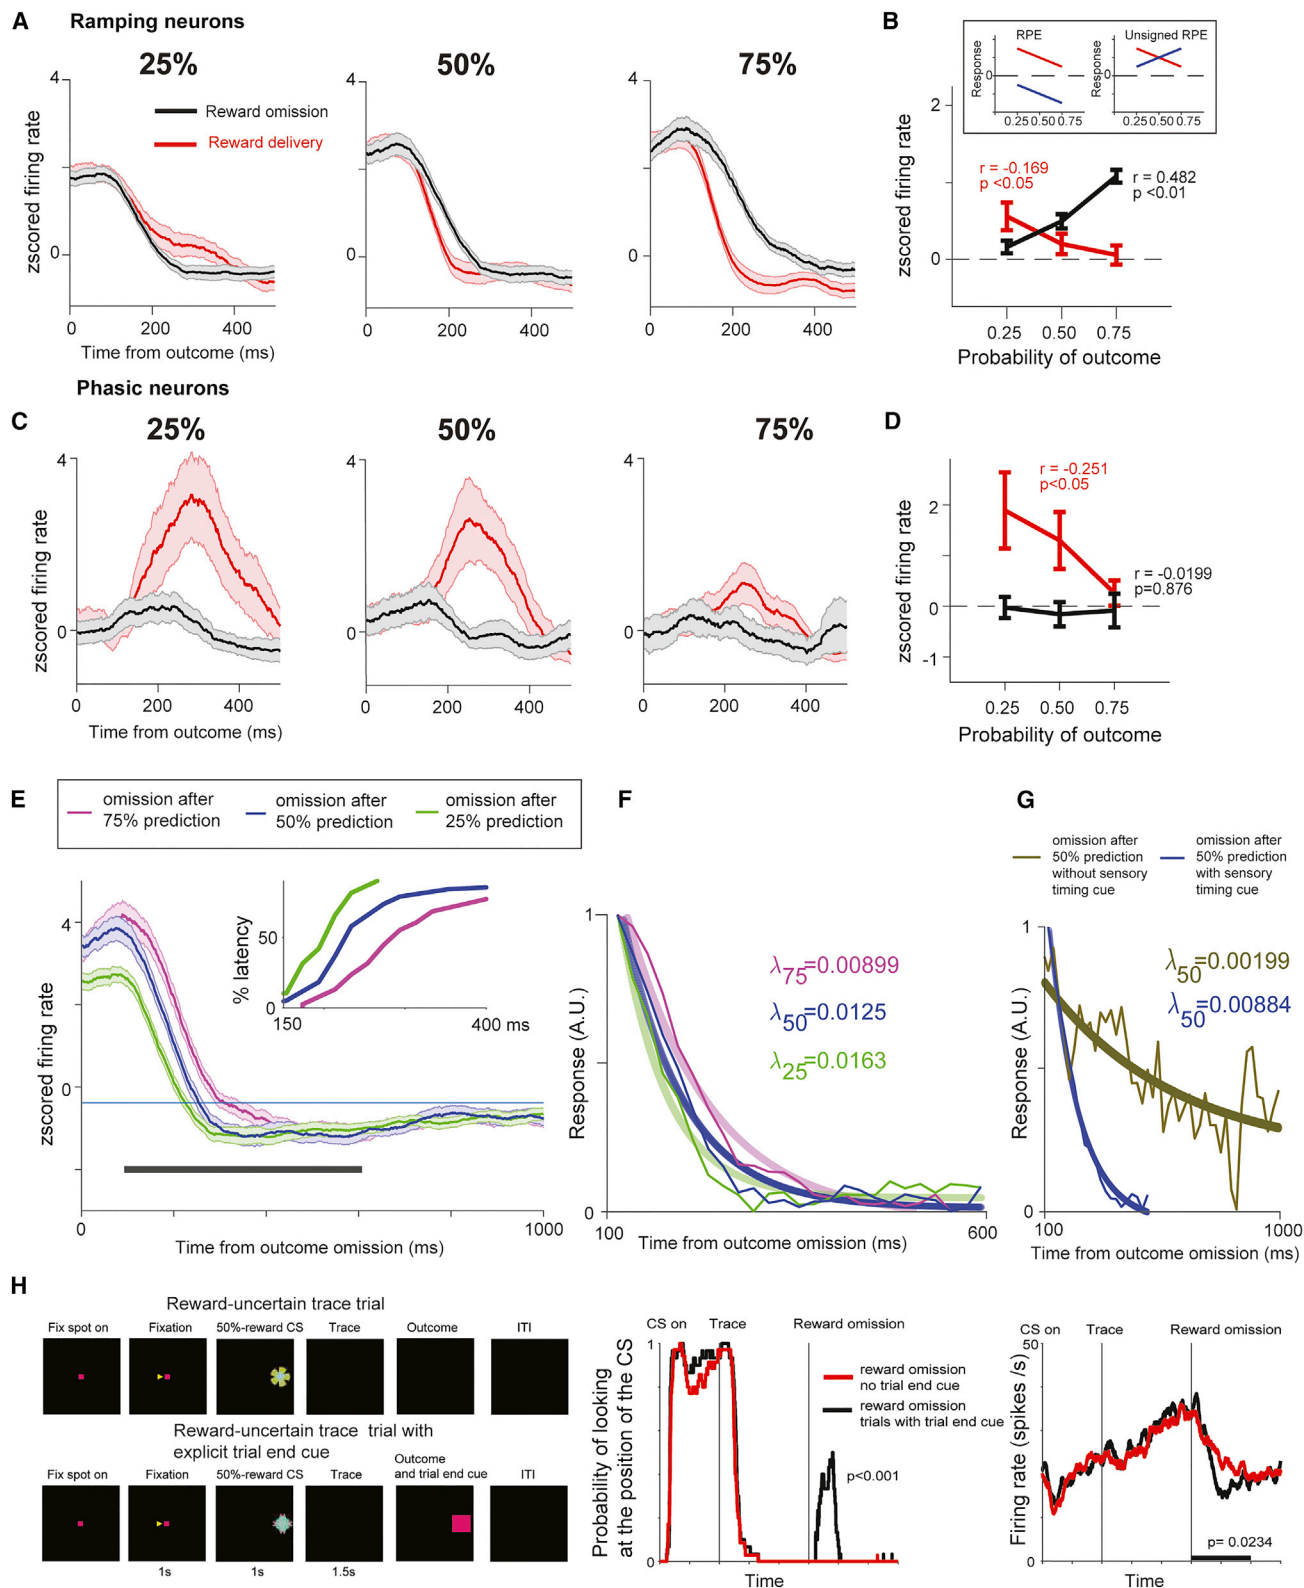 A
Ramping neurons
25%
50%
75%
Reward omission
Reward delivery
zscored firing rate
4
0
0
200
400
Time from outcome (ms)
4
0
0
200
400
4
0
0
200
400
B
RPE
Unsigned RPE
Response
0
0.25 0.50 0.75
Response
0
0.25 0.50 0.75
zscored firing rate
2
1
0
r = -0.169
p <0.05
r = 0.482
p <0.01
0.25
0.50
0.75
Probability of outcome
Phasic neurons
C
25%
50%
75%
zscored firing rate
4
0
0
200
400
Time from outcome (ms)
4
0
0
200
400
4
0
0
200
400
D
zscored firing rate
2
0
-1
r = -0.251
p<0.05
r = -0.0199
p=0.876
0.25
0.50
0.75
Probability of outcome
E
omission after
75% prediction
omission after
50% prediction
omission after
25% prediction
zscored firing rate
4
0
% latency
50
0
150
400 ms
0
1000
Time from outcome omission (ms)
F
Response (A.U.)
1
0
λ75=0.00899
λ50=0.0125
λ25=0.0163
100
600
Time from outcome omission (ms)
G
omission after
50% prediction
without sensory
timing cue
omission after
50% prediction
with sensory
timing cue
Response (A.U.)
1
0
λ50=0.00199
λ50=0.00884
100
1000
Time from outcome omission (ms)
H
Reward-uncertain trace trial
Fix spot on
Fixation
50%-reward CS
Trace
Outcome
ITI
Reward-uncertain trace trial with
explicit trial end cue
Fix spot on
Fixation
50%-reward CS
Trace
Outcome
and trial end cue
ITI
1s
1s
1.5s
CS on
Trace
Reward omission
Probability of looking
at the position of the CS
1
0
reward omission
no trial end cue
reward omission
trials with trial end cue
p<0.001
Time
CS on
Trace
Reward omission
Firing rate (spikes /s)
50
0
p= 0.0234
Time